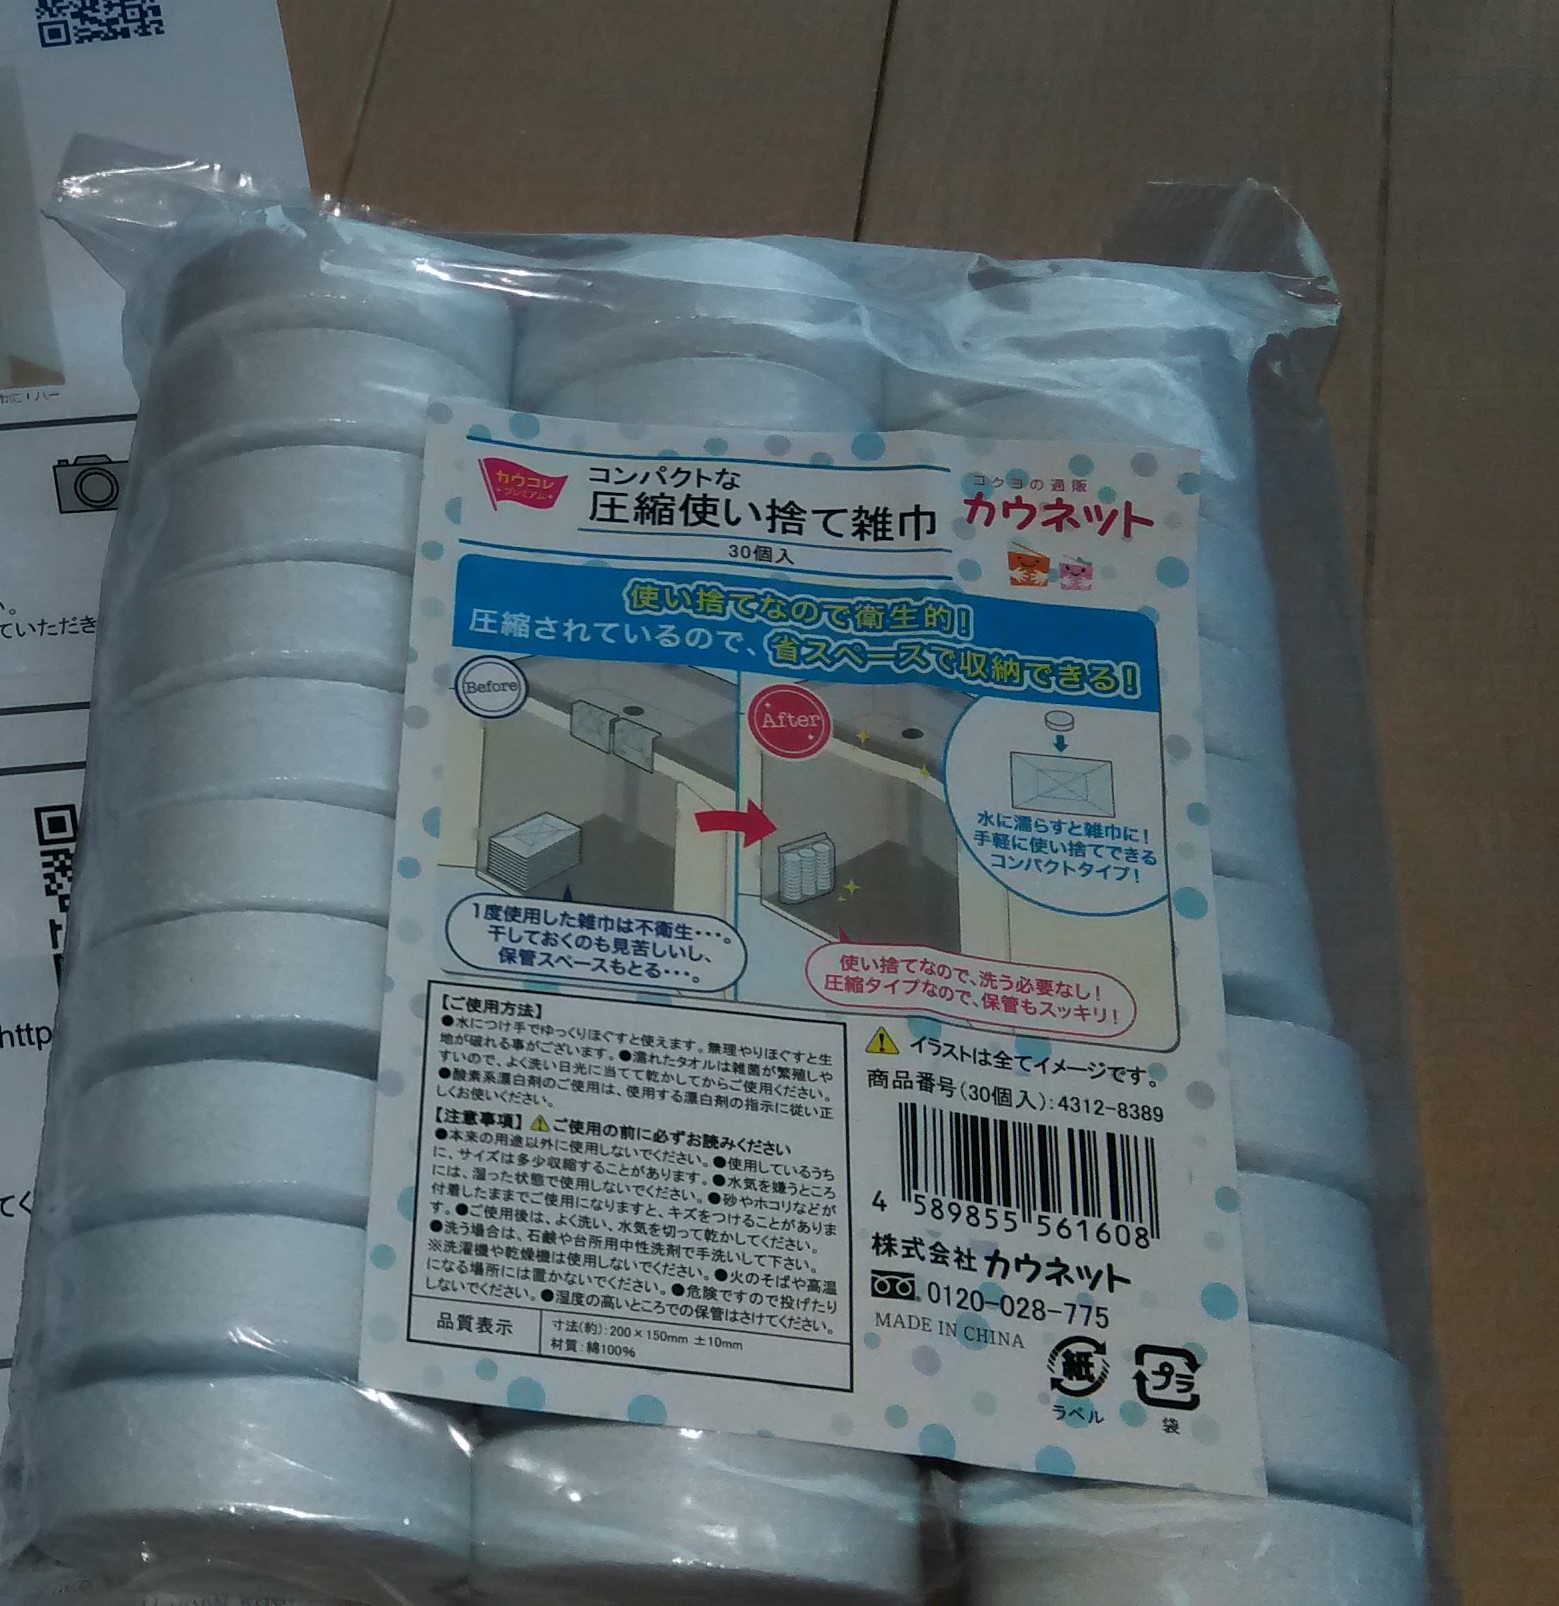 カウコレ
プレミアム
コンパクトな
圧縮使い捨て雑巾
30個入
コクヨの通販
カウネット
使い捨てなので衛生的!
圧縮されているので、省スペースで収納できる!
Before
After
水に濡らすと雑巾に!
手軽に使い捨てできる
コンパクトタイプ!
1度使用した雑巾は不衛生・・・。
干しておくのも見苦しいし、
保管スペースもとる・・・。
使い捨てなので、洗う必要なし!
圧縮タイプなので、保管もスッキリ!
【ご使用方法】
●水につけ手でゆっくりほぐすと使えます。無理やりほぐすと生
地が破れる事がございます。●濡れたタオルは雑菌が繁殖しや
すいので、よく洗い日光に当てて乾かしてからご使用ください。
●酸素系漂白剤のご使用は、使用する漂白剤の指示に従い正
しくお使いください。
【注意事項】⚠ご使用の前に必ずお読みください
●本来の用途以外に使用しないでください。●使用しているうち
に、サイズは多少収縮することがあります。●水気を嫌うところ
には、湿った状態で使用しないでください。●砂やホコリなどが
付着したままでご使用になりますと、キズをつけることがありま
す。●ご使用後は、よく洗い、水気を切って乾かしてください。
●洗う場合は、石鹸や台所用中性洗剤で手洗いして下さい。
※洗濯機や乾燥機は使用しないでください。●火のそばや高温
になる場所には置かないでください。●危険ですので投げたり
しないでください。●湿度の高いところでの保管はさけてください。
品質表示
寸法(約):200×150mm ±10mm
材質:綿100%
⚠ イラストは全てイメージです。
商品番号(30個入):4312-8389
4 589855 561608
株式会社カウネット
0120-028-775
MADE IN CHINA
紙
ラベル
プラ
袋
ていただき
http
てく